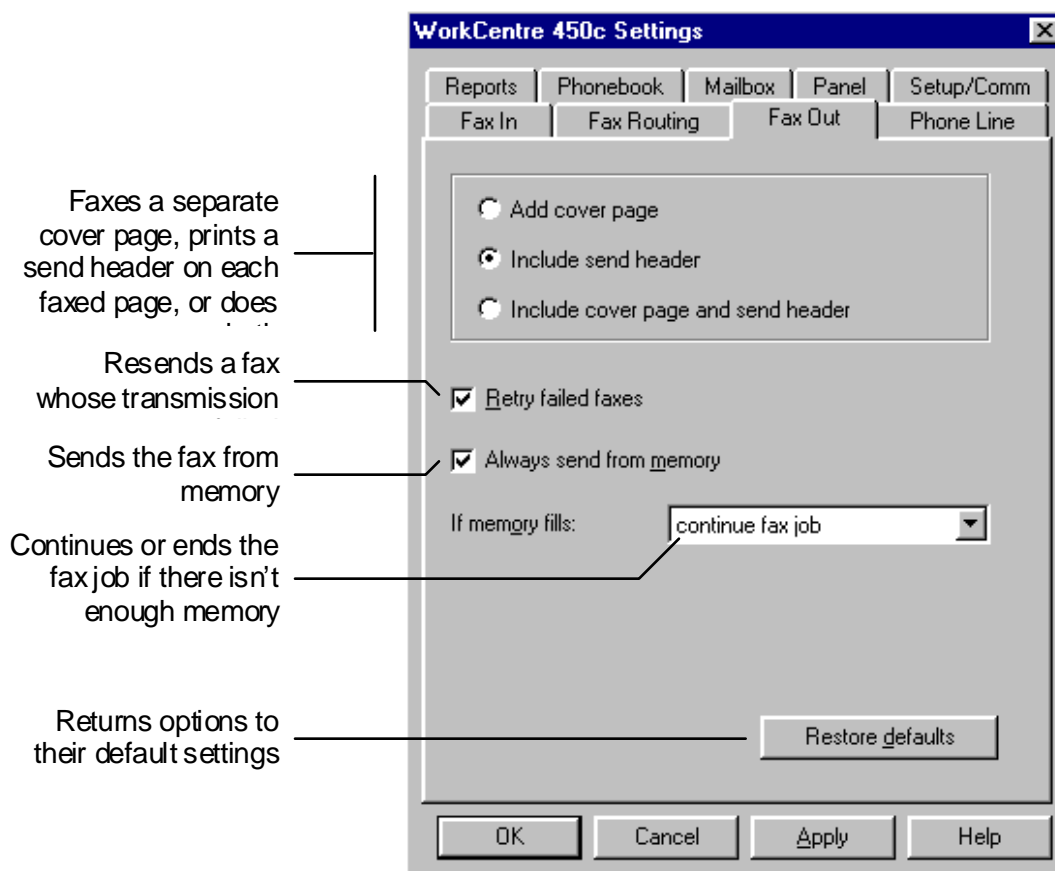 WorkCentre 450c Settings
Reports Phonebook Mailbox Panel Setup/Comm
Fax In Fax Routing Fax Out Phone Line
Faxes a separate
cover page, prints a
send header on each
faxed page, or does
Add cover page
Include send header
Include cover page and send header
Resends a fax
whose transmission
Retry failed faxes
Sends the fax from
memory
Always send from memory
Continues or ends the
fax job if there isn't
enough memory
If memory fills: continue fax job
Returns options to
their default settings
Restore defaults
OK Cancel Apply Help